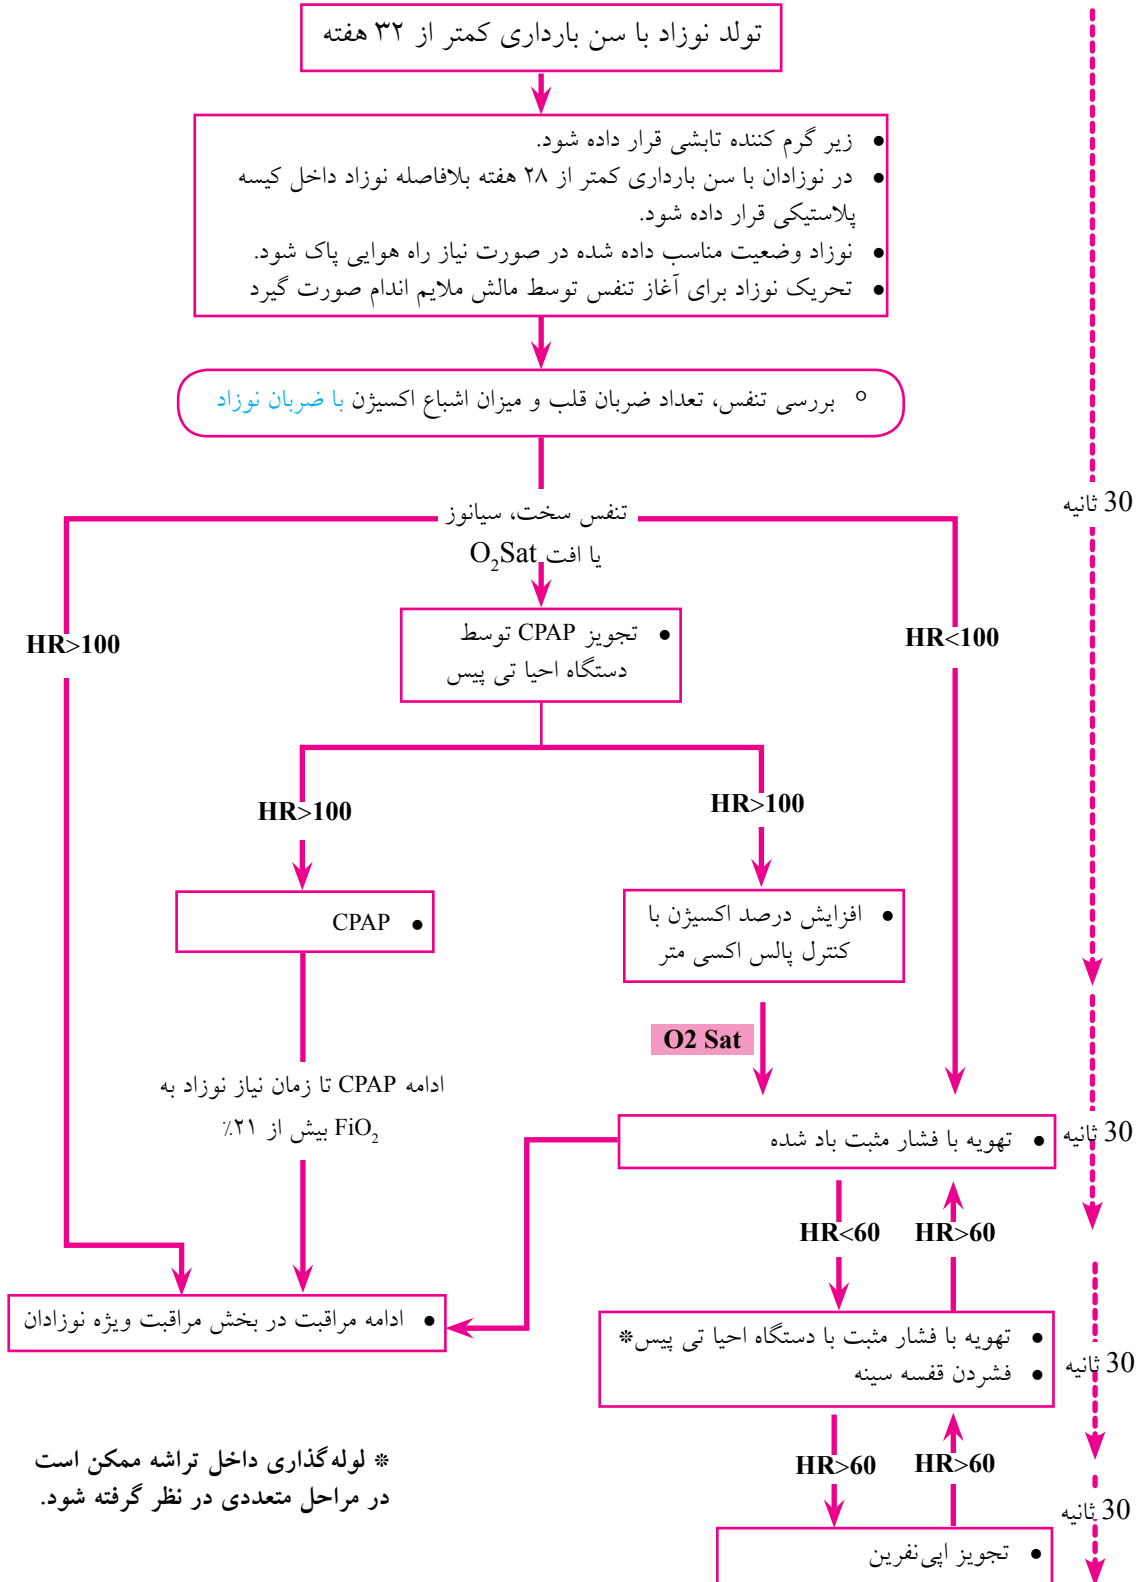 تولد نوزاد با سن بارداری کمتر از ۳۲ هفته
• زیر گرم کننده تابشی قرار داده شود.
• در نوزادان با سن بارداری کمتر از ۲۸ هفته بلافاصله نوزاد داخل کیسه
پلاستیکی قرار داده شود.
• نوزاد وضعیت مناسب داده شده در صورت نیاز راه هوایی پاک شود.
• تحریک نوزاد برای آغاز تنفس توسط مالش ملایم اندام صورت گیرد
○ بررسی تنفس، تعداد ضربان قلب و میزان اشباع اکسیژن با ضربان نوزاد
30 ثانیه
تنفس سخت، سیانوز
یا افت O₂Sat
HR<100
HR>100
• تجویز CPAP توسط
دستگاه احیا تی پیس
HR>100
HR>100
• افزایش درصد اکسیژن با
کنترل پالس اکسی متر
• CPAP
O2 Sat
ادامه CPAP تا زمان نیاز نوزاد به
FiO₂ بیش از ۲۱٪
30 ثانیه
• تهویه با فشار مثبت باد شده
HR<60
HR>60
• ادامه مراقبت در بخش مراقبت ویژه نوزادان
• تهویه با فشار مثبت با دستگاه احیا تی پیس*
• فشردن قفسه سینه
30 ثانیه
HR>60
HR>60
* لوله‌گذاری داخل تراشه ممکن است
در مراحل متعددی در نظر گرفته شود.
30 ثانیه
• تجویز اپی‌نفرین